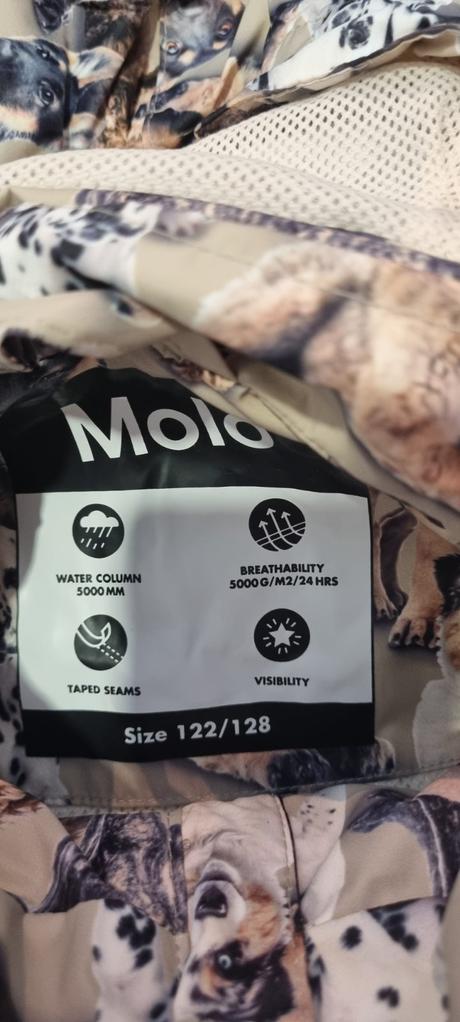 Molo
WATER COLUMN
5000 MM
BREATHABILITY
5000 G/M2/24 HRS
TAPED SEAMS
VISIBILITY
Size 122/128